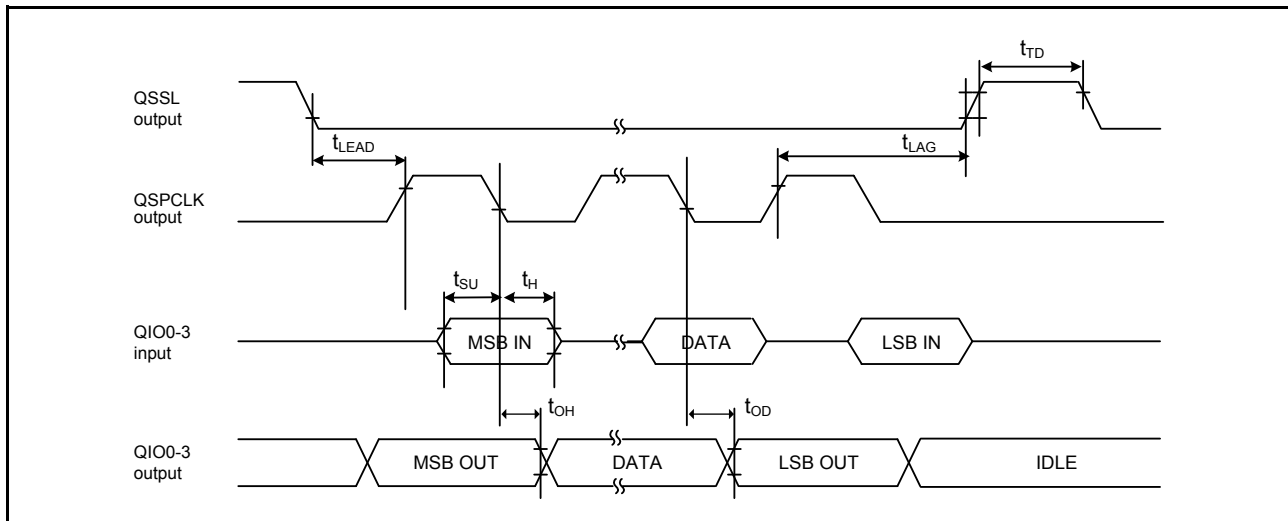 QSSL
output
tTD
tLEAD
tLAG
QSPCLK
output
tSU
tH
QIO0-3
input
MSB IN
DATA
LSB IN
tOH
tOD
QIO0-3
output
MSB OUT
DATA
LSB OUT
IDLE